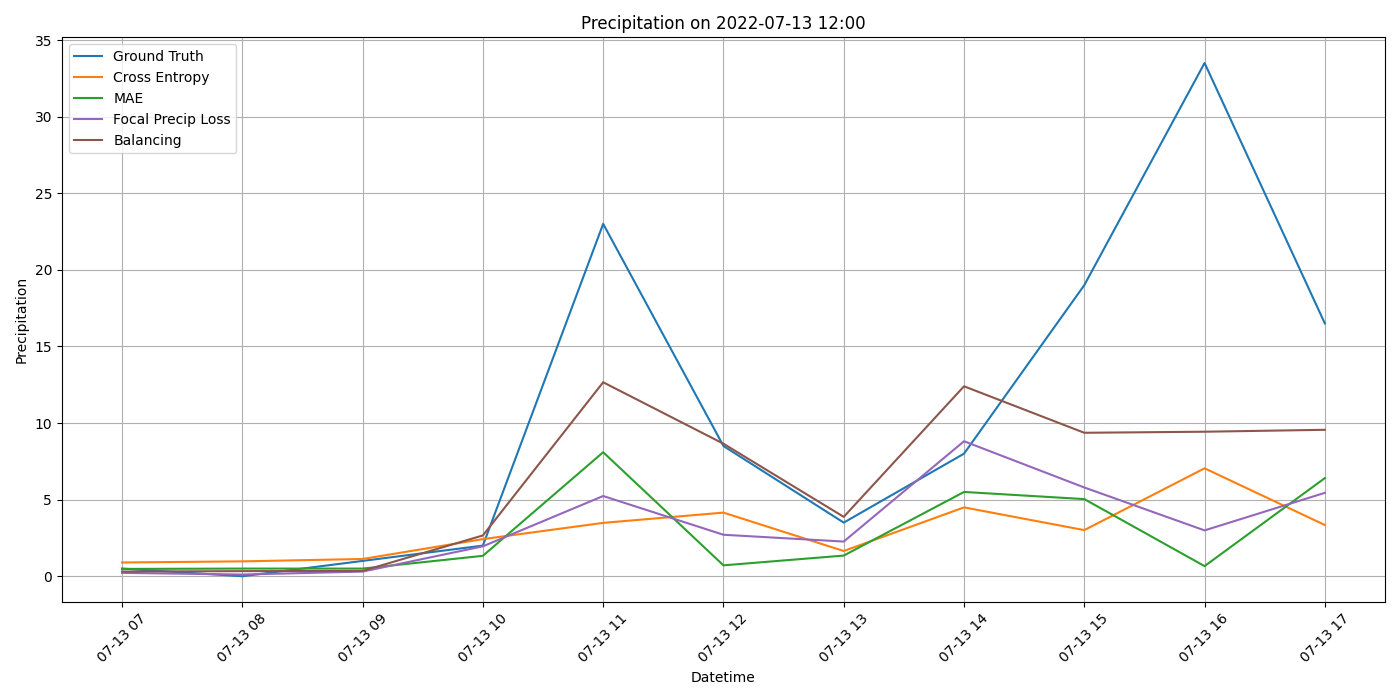 Precipitation on 2022-07-13 12:00
Ground Truth
Cross Entropy
MAE
Focal Precip Loss
Balancing
35
30
25
20
15
10
5
0
Precipitation
07-13 07
07-13 08
07-13 09
07-13 10
07-13 11
07-13 12
07-13 13
07-13 14
07-13 15
07-13 16
07-13 17
Datetime